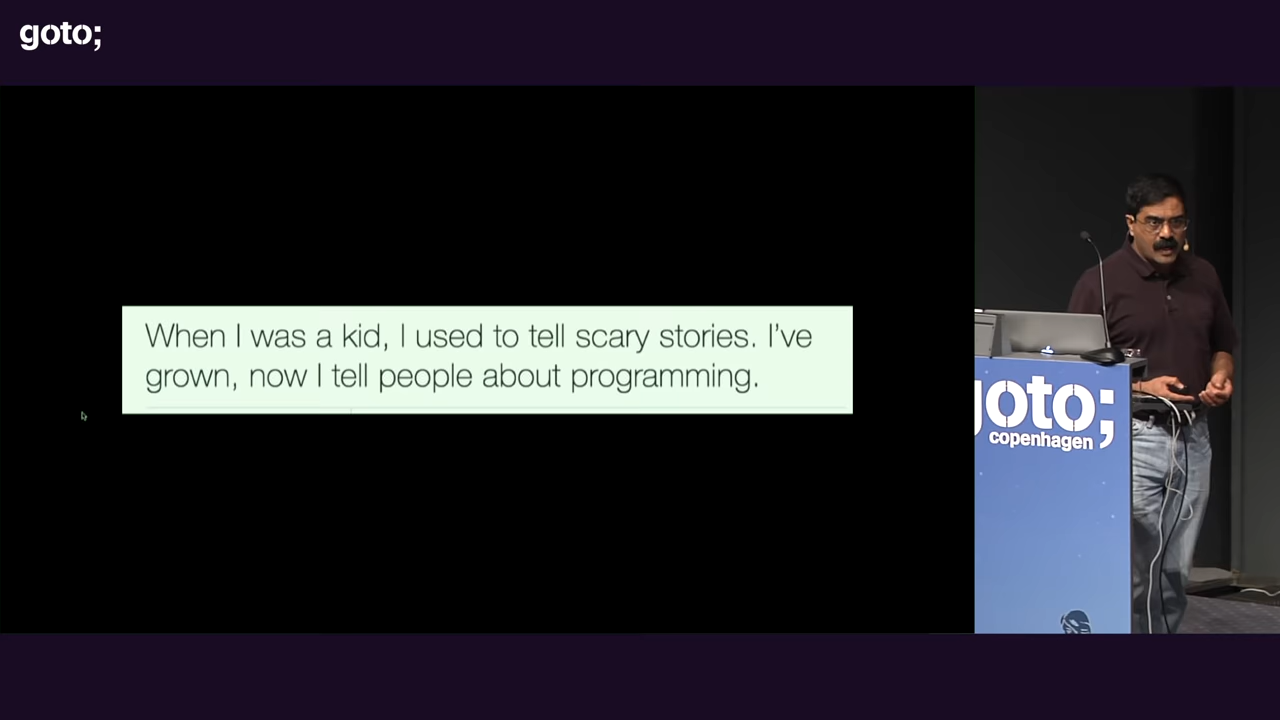 goto;
When I was a kid, I used to tell scary stories. I've
grown, now I tell people about programming.
goto;
copenhagen